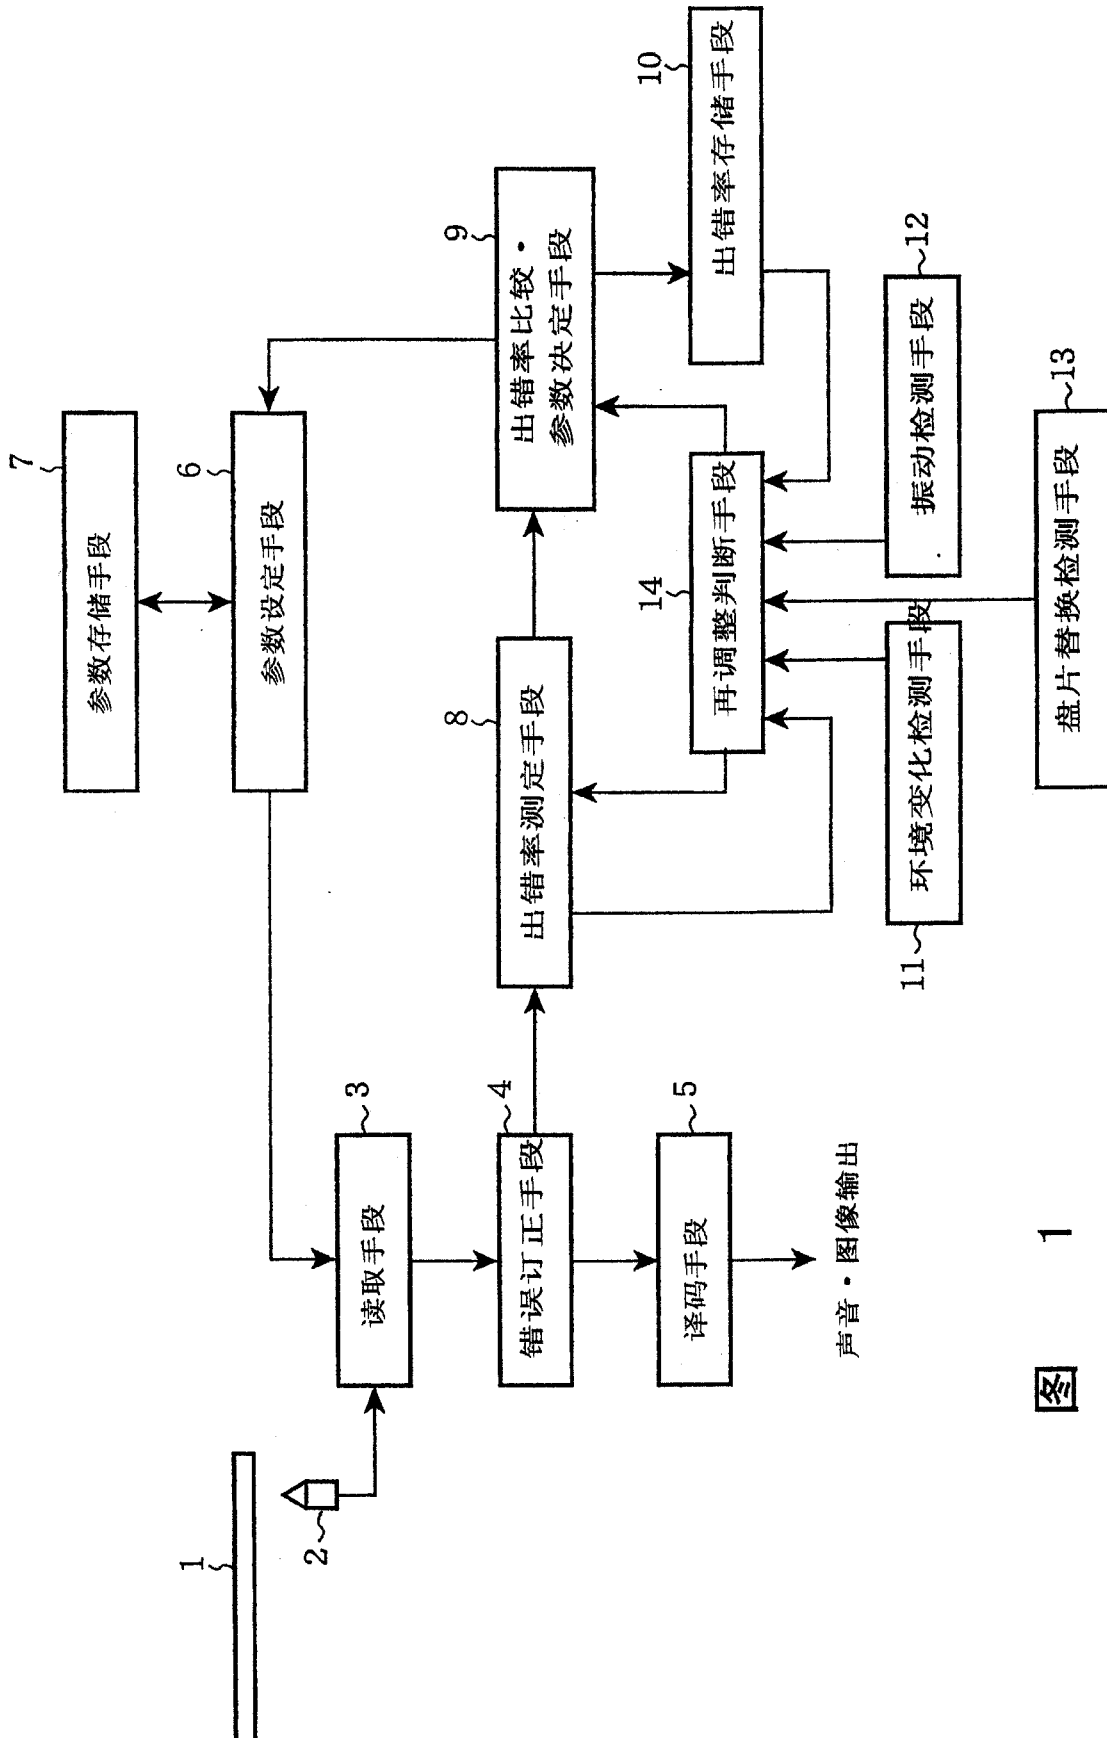 1
2
3
读取手段
4
错误订正手段
5
译码手段
声音·图像输出
7
参数存储手段
6
参数设定手段
8
出错率测定手段
9
出错率比较·
参数决定手段
10
出错率存储手段
14
再调整判断手段
11
环境变化检测手段
12
振动检测手段
13
盘片替换检测手段
图 1